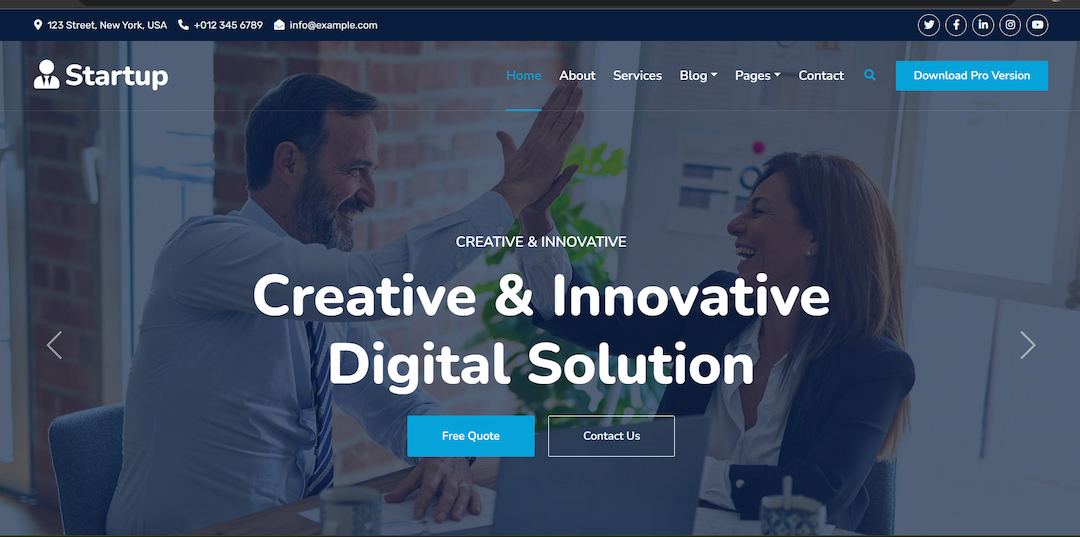 123 Street, New York, USA +012 345 6789 info@example.com
Startup Home About Services Blog Pages Contact Download Pro Version
CREATIVE & INNOVATIVE
Creative & Innovative
Digital Solution
Free Quote Contact Us